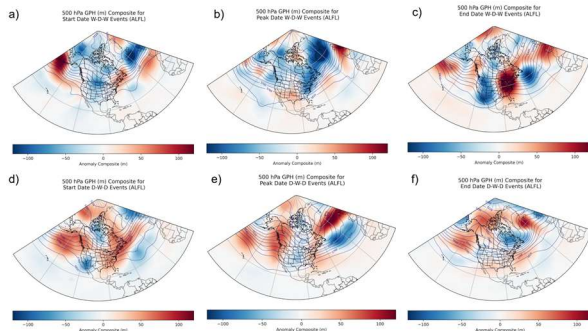 a)
500 hPa GPH (m) Composite for
Start Date W-D-W Events (ALFL)
−100 −50 0 50 100
Anomaly Composite (m)
b)
500 hPa GPH (m) Composite for
Peak Date W-D-W Events (ALFL)
−100 −50 0 50 100
Anomaly Composite (m)
c)
500 hPa GPH (m) Composite for
End Date W-D-W Events (ALFL)
−100 −50 0 50 100
Anomaly Composite (m)
d)
500 hPa GPH (m) Composite for
Start Date D-W-D Events (ALFL)
−100 −50 0 50 100
Anomaly Composite (m)
e)
500 hPa GPH (m) Composite for
Peak Date D-W-D Events (ALFL)
−100 −50 0 50 100
Anomaly Composite (m)
f)
500 hPa GPH (m) Composite for
End Date D-W-D Events (ALFL)
−100 −50 0 50 100
Anomaly Composite (m)